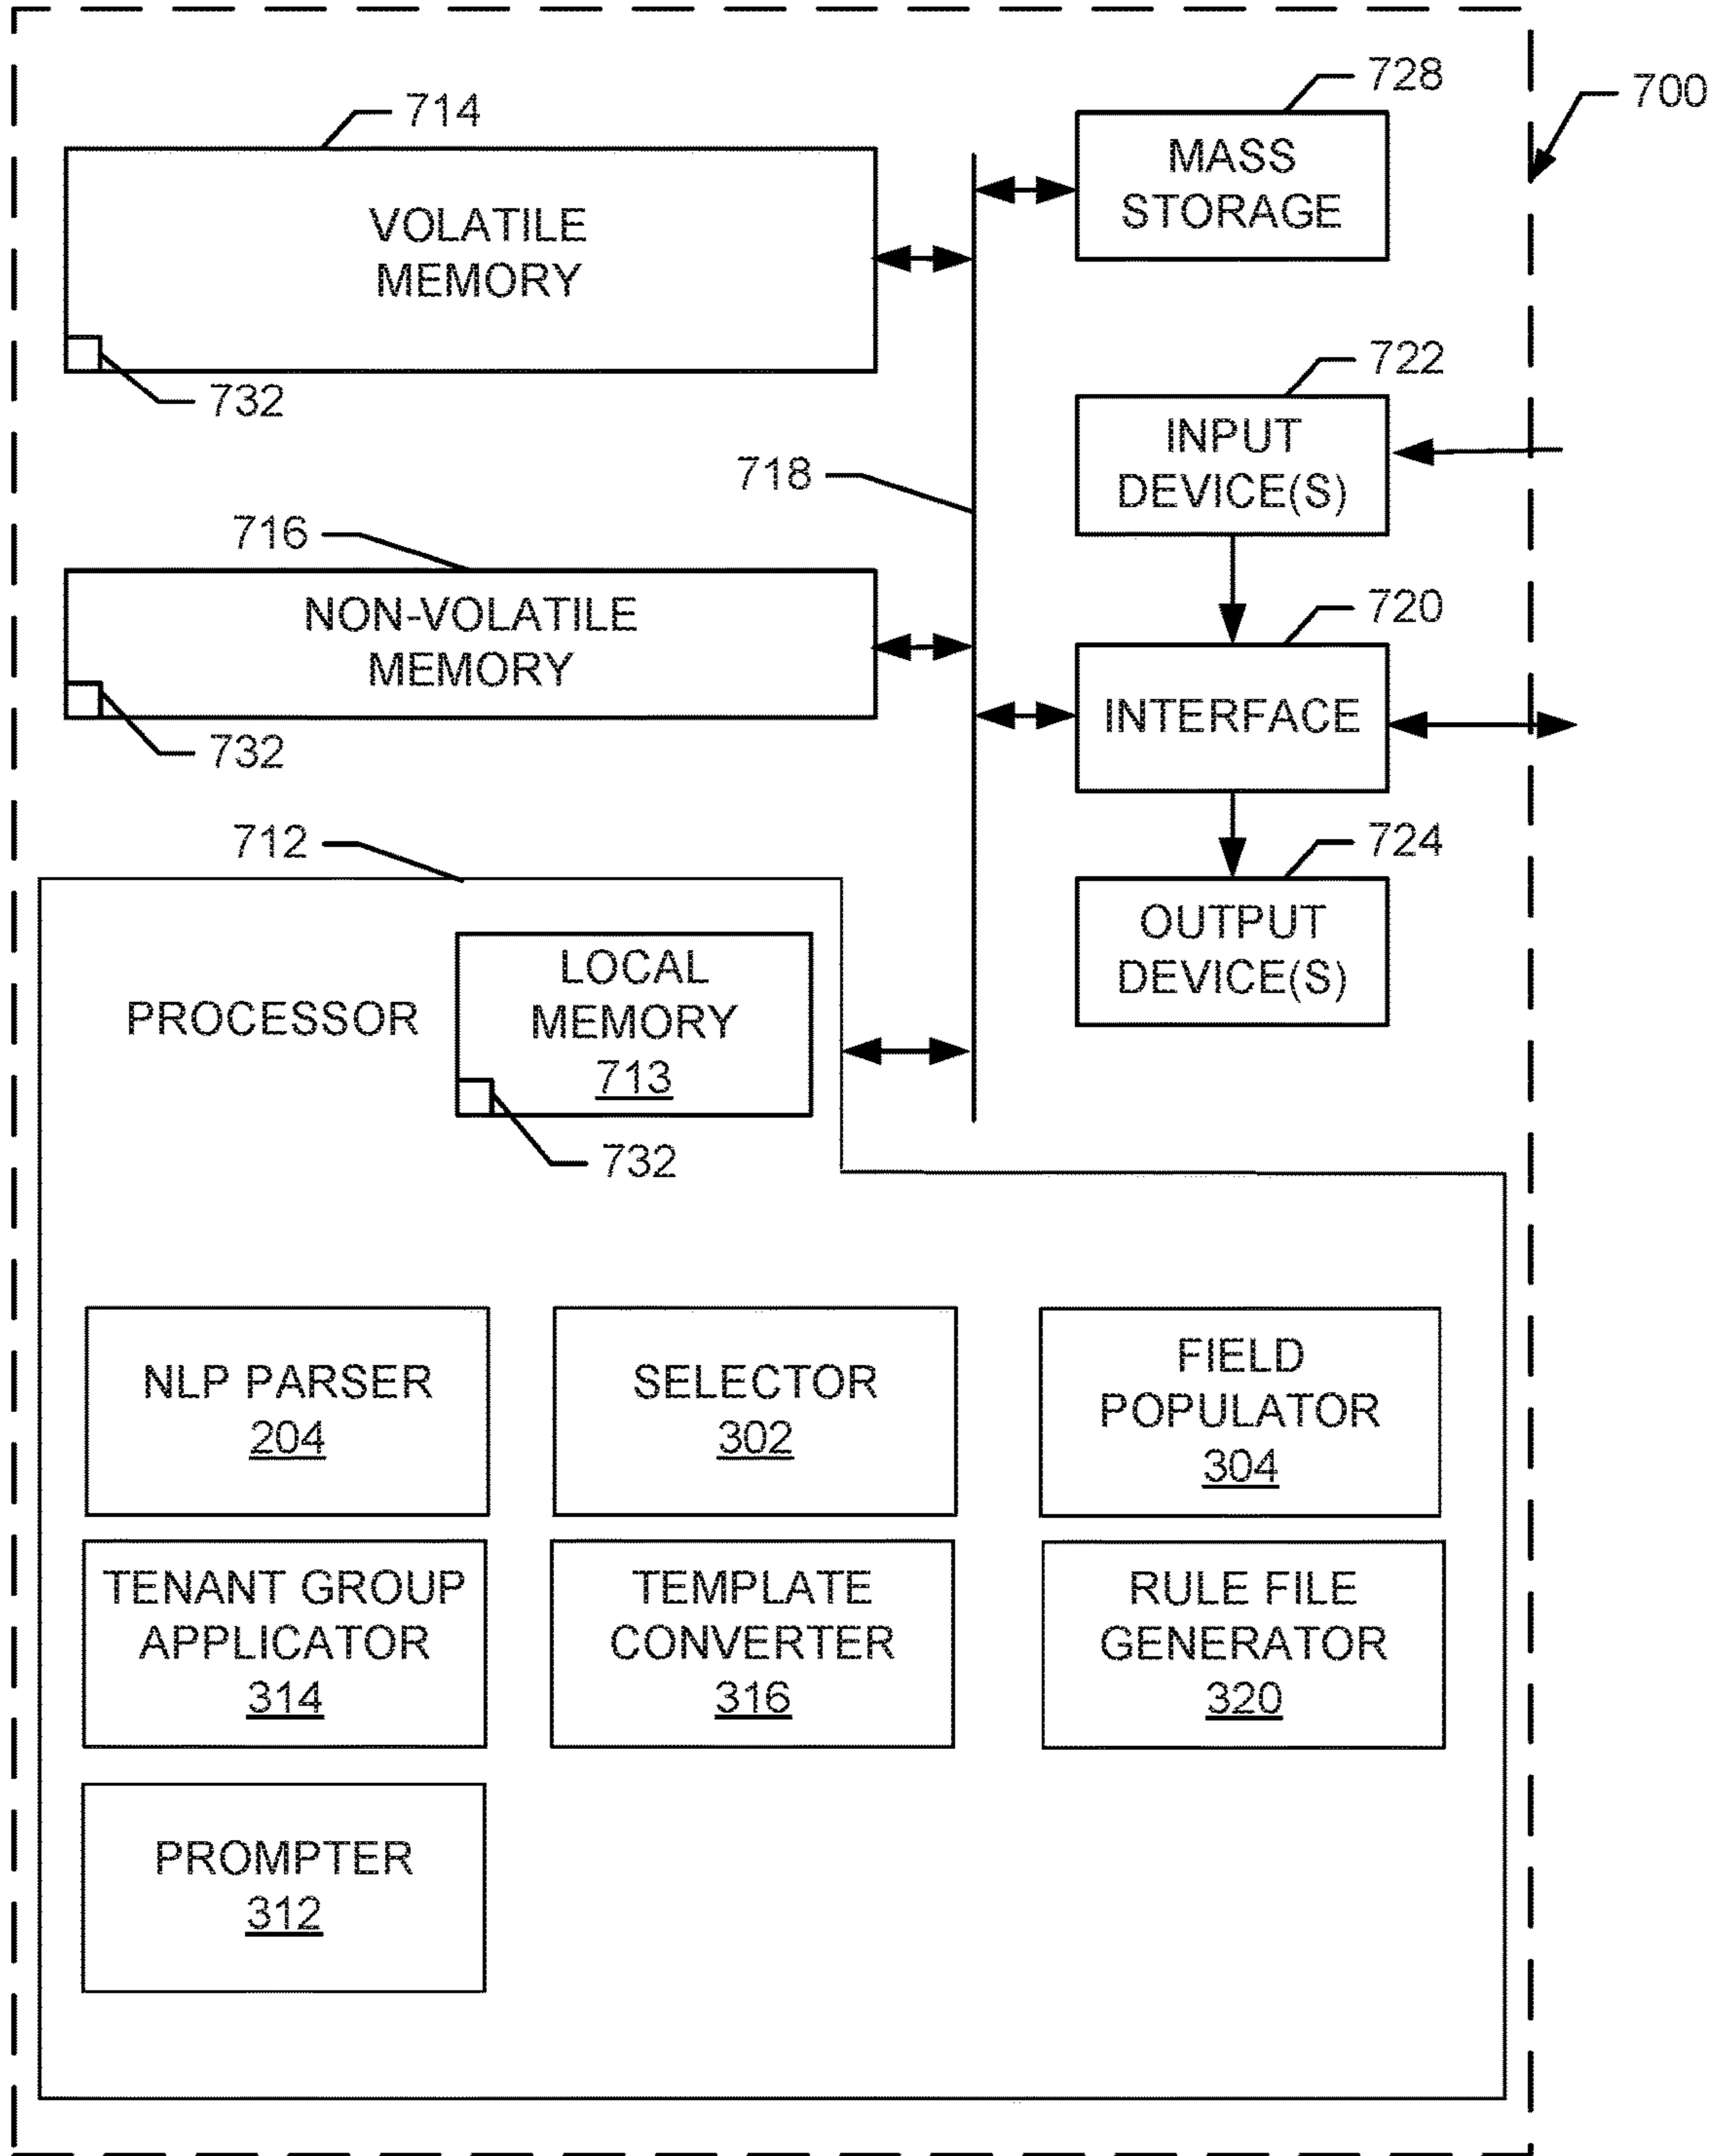 728
700
714
MASS
STORAGE
VOLATILE
MEMORY
722
732
INPUT
DEVICE(S)
718
716
NON-VOLATILE
MEMORY
720
INTERFACE
732
712
724
OUTPUT
DEVICE(S)
LOCAL
MEMORY
713
PROCESSOR
732
NLP PARSER
204
SELECTOR
302
FIELD
POPULATOR
304
TENANT GROUP
APPLICATOR
314
TEMPLATE
CONVERTER
316
RULE FILE
GENERATOR
320
PROMPTER
312